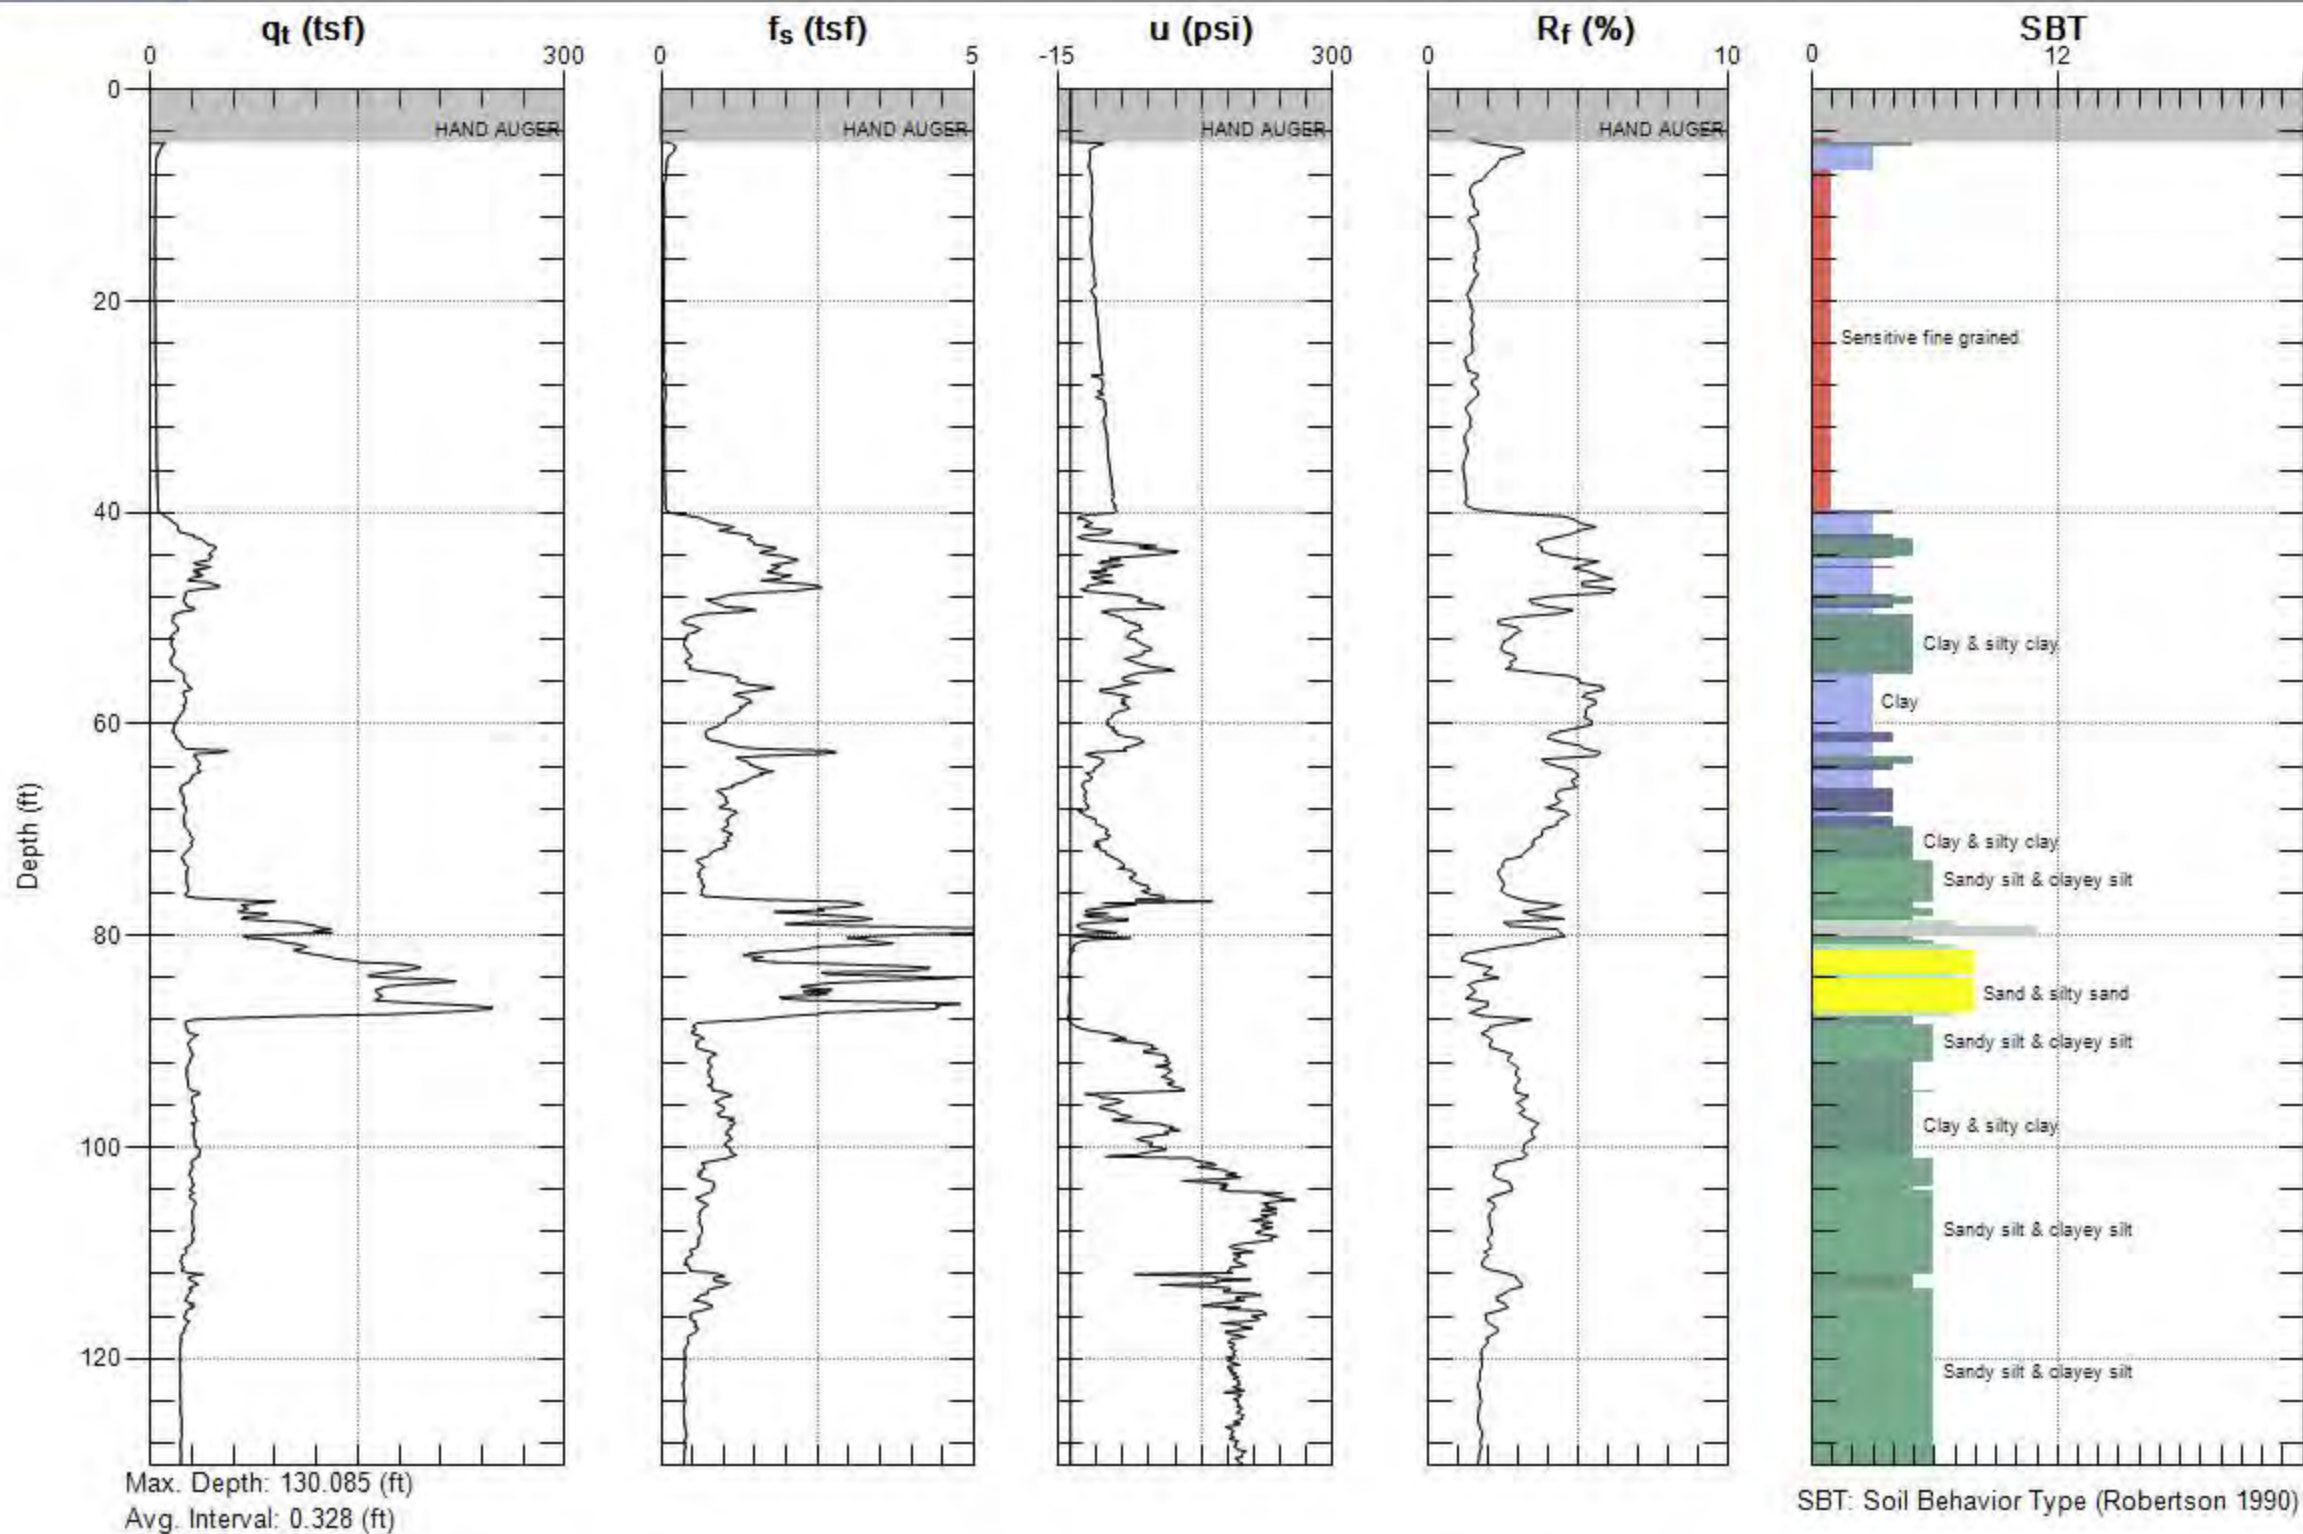 qt (tsf)
fs (tsf)
u (psi)
Rf (%)
SBT
0
300
0
5
-15
300
0
10
0
12
0
HAND AUGER
HAND AUGER
HAND AUGER
HAND AUGER
20
Sensitive fine grained
40
Clay & silty clay
Clay
60
Depth (ft)
Clay & silty clay
Sandy silt & clayey silt
80
Sand & silty sand
Sandy silt & clayey silt
Clay & silty clay
100
Sandy silt & clayey silt
120
Sandy silt & clayey silt
Max. Depth: 130.085 (ft)
Avg. Interval: 0.328 (ft)
SBT: Soil Behavior Type (Robertson 1990)